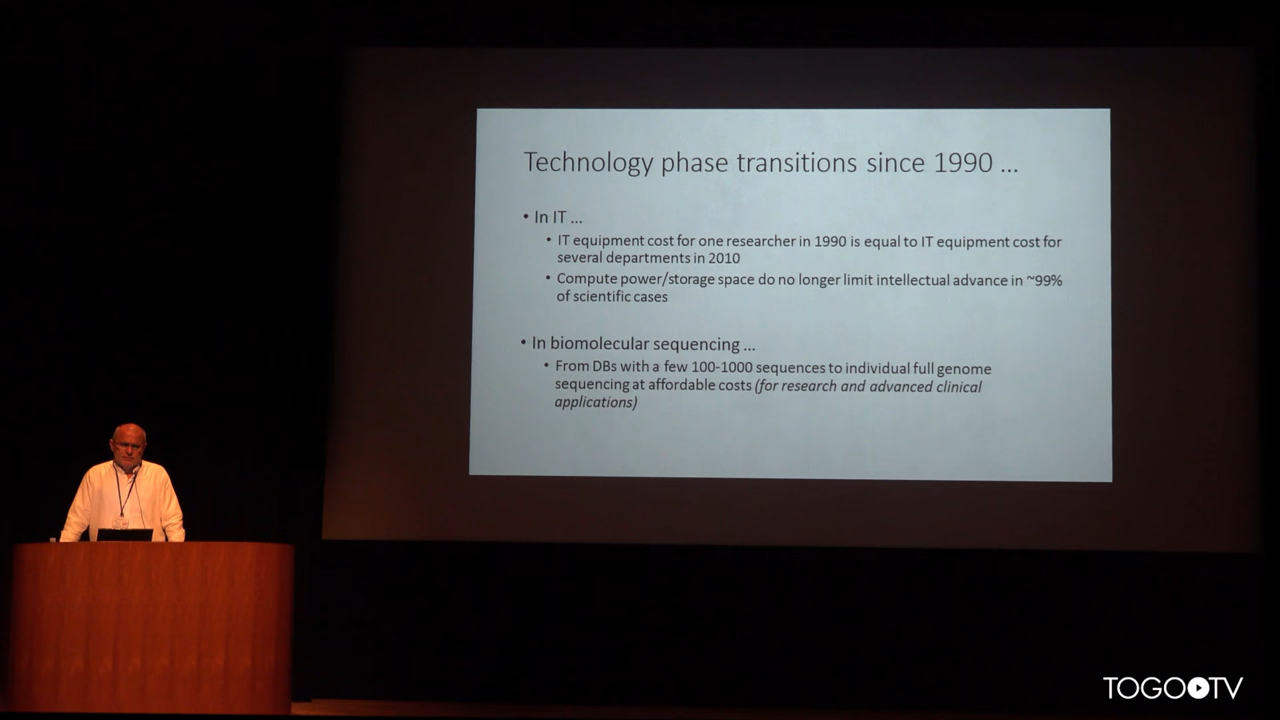 Technology phase transitions since 1990 ...
• In IT ...
• IT equipment cost for one researcher in 1990 is equal to IT equipment cost for
several departments in 2010
• Compute power/storage space do no longer limit intellectual advance in ~99%
of scientific cases
• In biomolecular sequencing ...
• From DBs with a few 100-1000 sequences to individual full genome
sequencing at affordable costs (for research and advanced clinical
applications)
TOGO TV